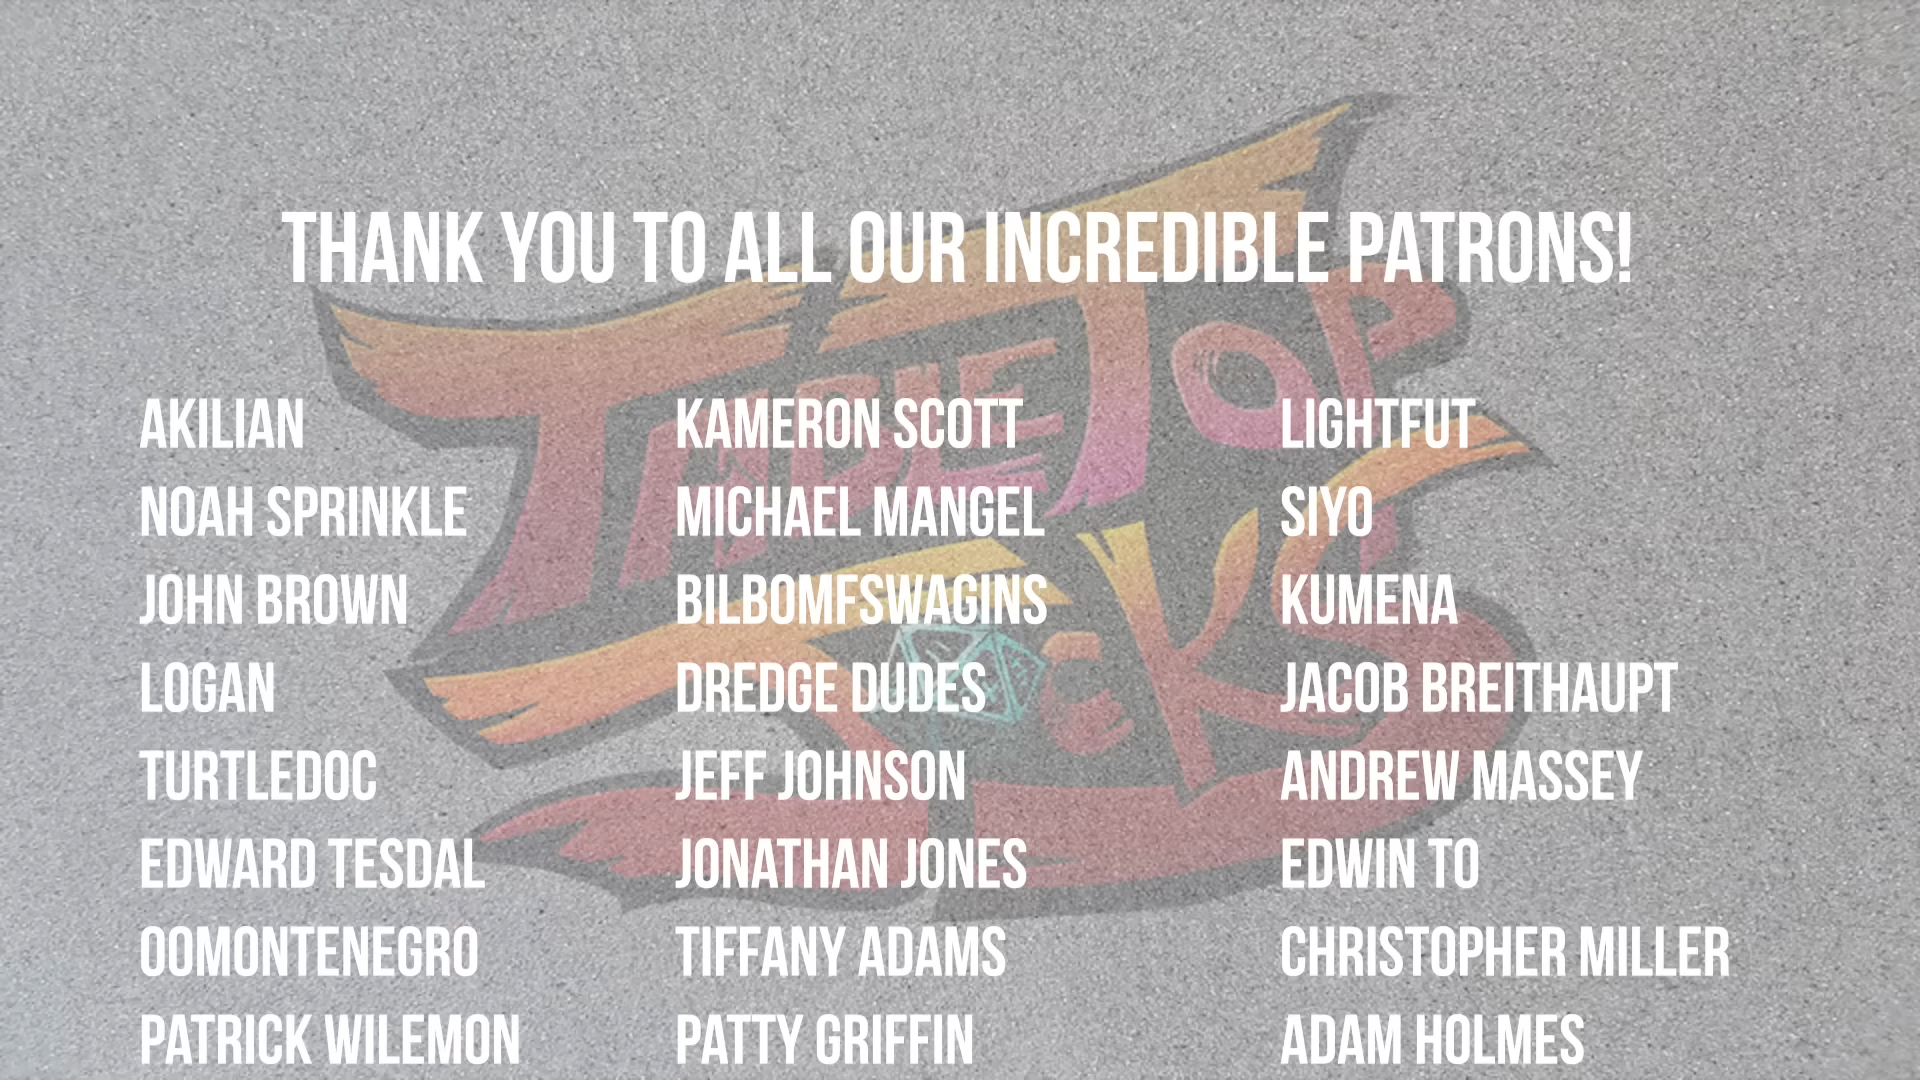 THANK YOU TO ALL OUR INCREDIBLE PATRONS!
TABLETOP
JOCKS
AKILIAN
NOAH SPRINKLE
JOHN BROWN
LOGAN
TURTLEDOC
EDWARD TESDAL
OOMONTENEGRO
PATRICK WILEMON
KAMERON SCOTT
MICHAEL MANGEL
BILBOMFSWAGINS
DREDGE DUDES
JEFF JOHNSON
JONATHAN JONES
TIFFANY ADAMS
PATTY GRIFFIN
LIGHTFUT
SIYO
KUMENA
JACOB BREITHAUPT
ANDREW MASSEY
EDWIN TO
CHRISTOPHER MILLER
ADAM HOLMES